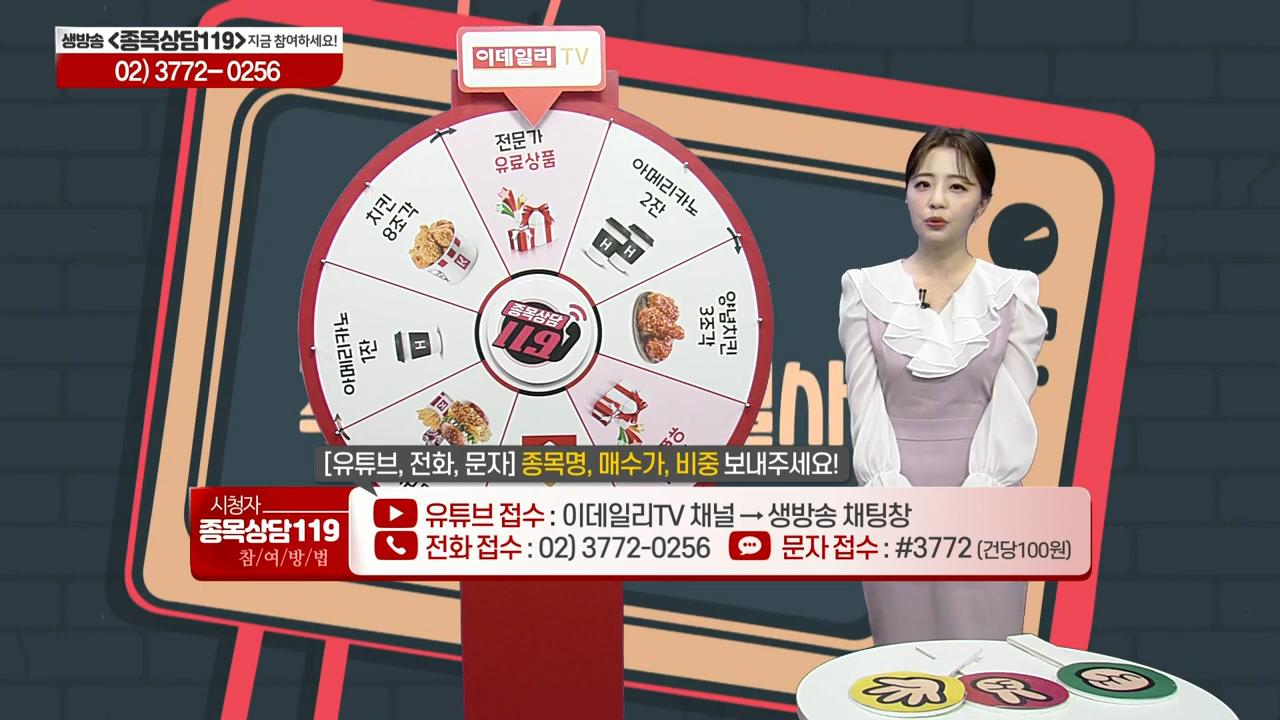 생방송 <종목상담119> 지금 참여하세요!
02) 3772-0256
이데일리 TV
전문가
유료상품
아메리카노
2잔
치킨
8조각
양념치킨
3조각
아메리카노
1잔
H
H
H
종목상담
119
[유튜브, 전화, 문자] 종목명, 매수가, 비중 보내주세요!
시청자
종목상담119
참/여/방/법
유튜브 접수 : 이데일리TV 채널 → 생방송 채팅창
전화 접수 : 02) 3772-0256
문자 접수 : #3772 (건당100원)